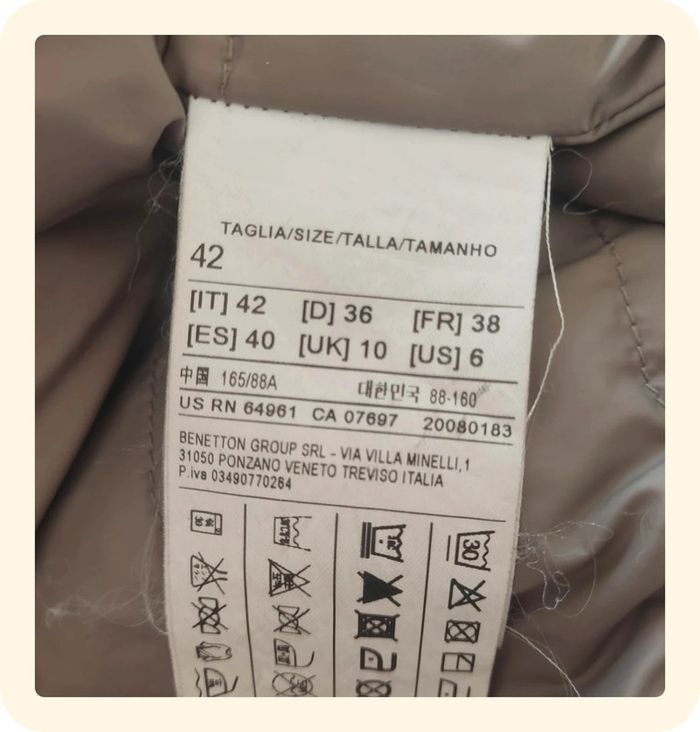 TAGLIA/SIZE/TALLA/TAMANHO
42
[IT] 42 [D] 36 [FR] 38
[ES] 40 [UK] 10 [US] 6
中国 165/88A 대한민국 88-160
US RN 64961 CA 07697 20080183
BENETTON GROUP SRL - VIA VILLA MINELLI,1
31050 PONZANO VENETO TREVISO ITALIA
P.iva 03490770264
30